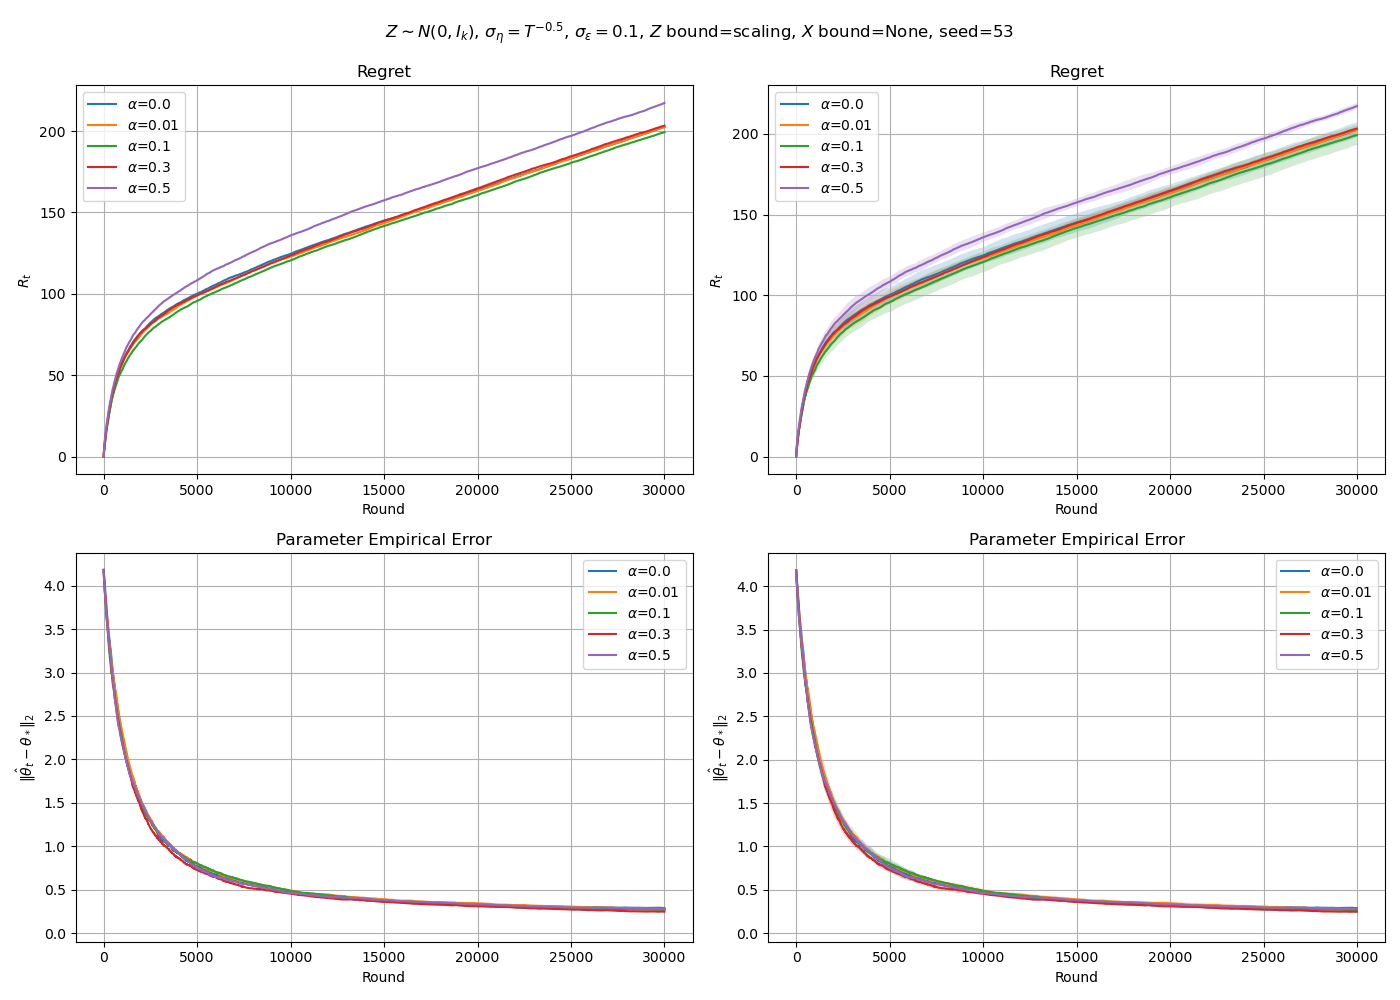 Z ∼ N(0, I_k), σ_η = T^{−0.5}, σ_ε = 0.1, Z bound=scaling, X bound=None, seed=53
Regret
α=0.0
α=0.01
α=0.1
α=0.3
α=0.5
R_t
200
150
100
50
0
0 5000 10000 15000 20000 25000 30000
Round
Regret
α=0.0
α=0.01
α=0.1
α=0.3
α=0.5
R_t
200
150
100
50
0
0 5000 10000 15000 20000 25000 30000
Round
Parameter Empirical Error
α=0.0
α=0.01
α=0.1
α=0.3
α=0.5
‖θ̂_t − θ_*‖_2
4.0
3.5
3.0
2.5
2.0
1.5
1.0
0.5
0.0
0 5000 10000 15000 20000 25000 30000
Round
Parameter Empirical Error
α=0.0
α=0.01
α=0.1
α=0.3
α=0.5
‖θ̂_t − θ_*‖_2
4.0
3.5
3.0
2.5
2.0
1.5
1.0
0.5
0.0
0 5000 10000 15000 20000 25000 30000
Round